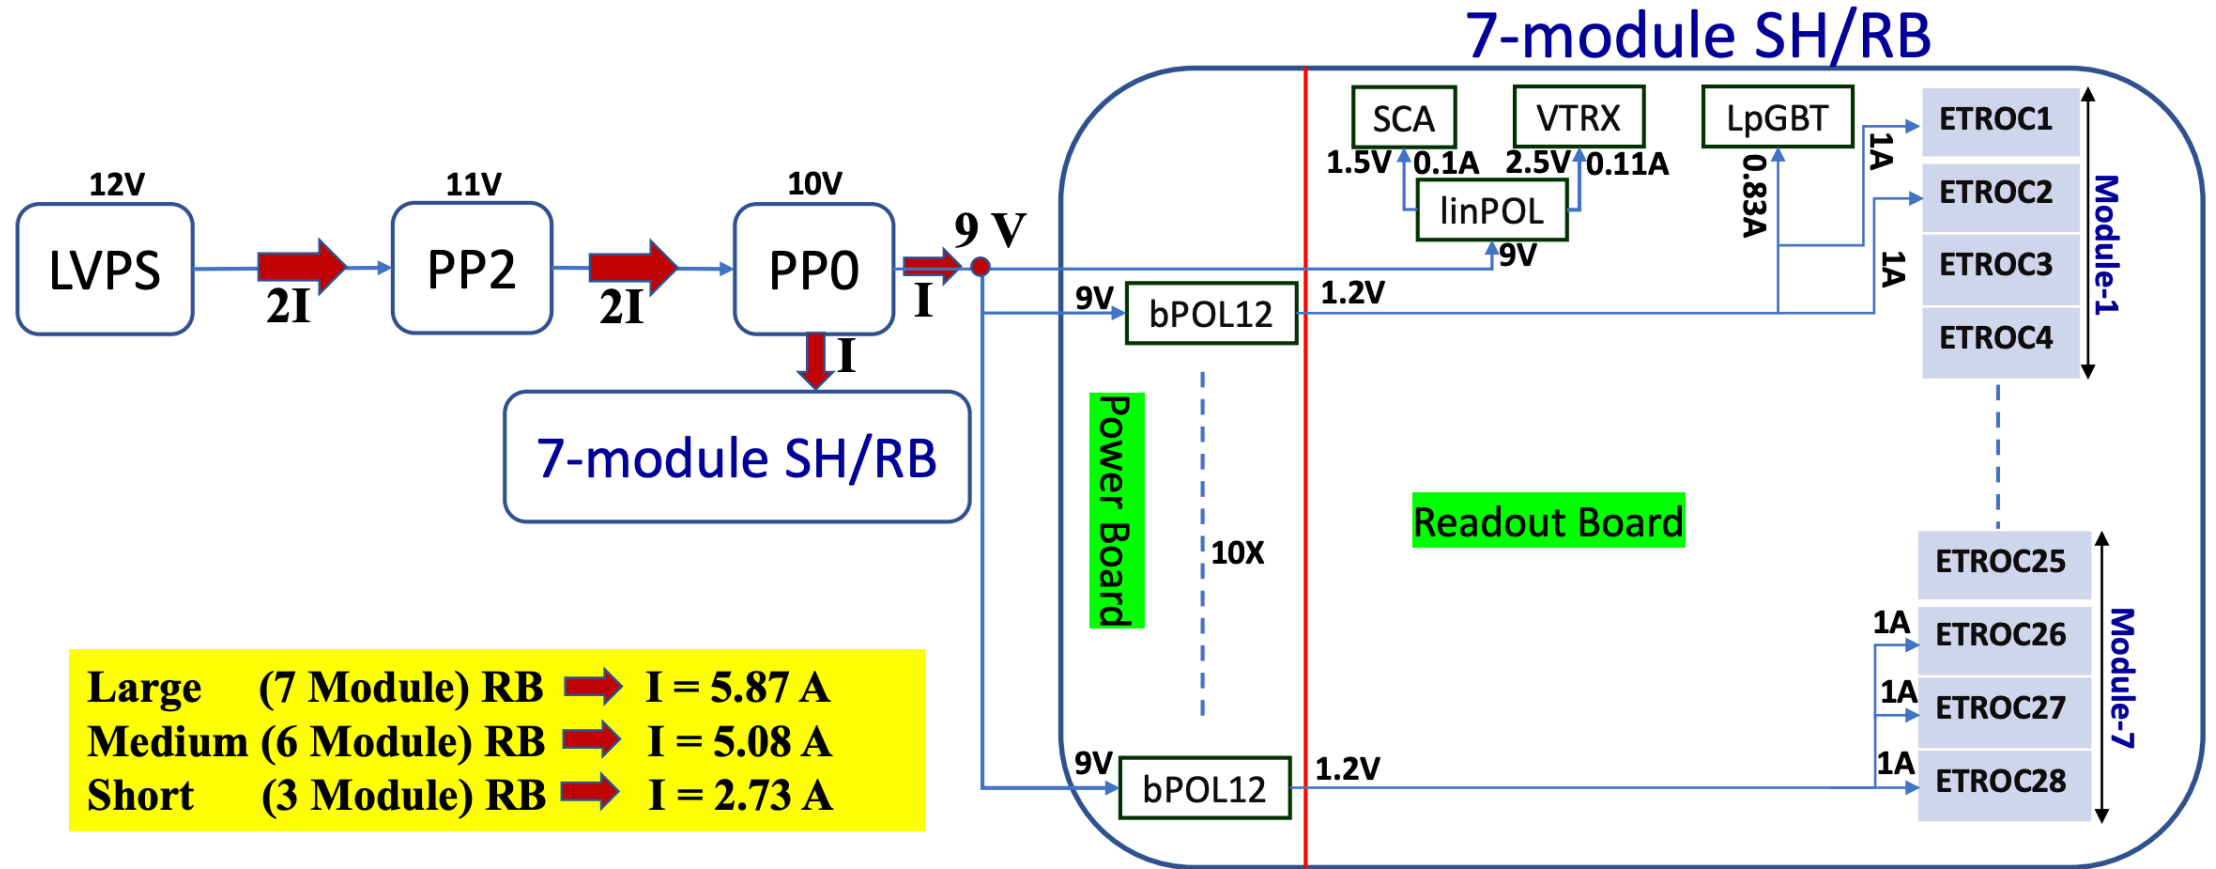 7-module SH/RB
12V
11V
10V
LVPS
PP2
PP0
2I
2I
I
9 V
I
7-module SH/RB
SCA
VTRX
LpGBT
1.5V
0.1A
2.5V
0.11A
linPOL
9V
0.83A
1A
1A
ETROC1
ETROC2
ETROC3
ETROC4
Module-1
9V
bPOL12
1.2V
Power Board
10X
Readout Board
9V
bPOL12
1.2V
1A
1A
1A
ETROC25
ETROC26
ETROC27
ETROC28
Module-7
Large (7 Module) RB I = 5.87 A
Medium (6 Module) RB I = 5.08 A
Short (3 Module) RB I = 2.73 A